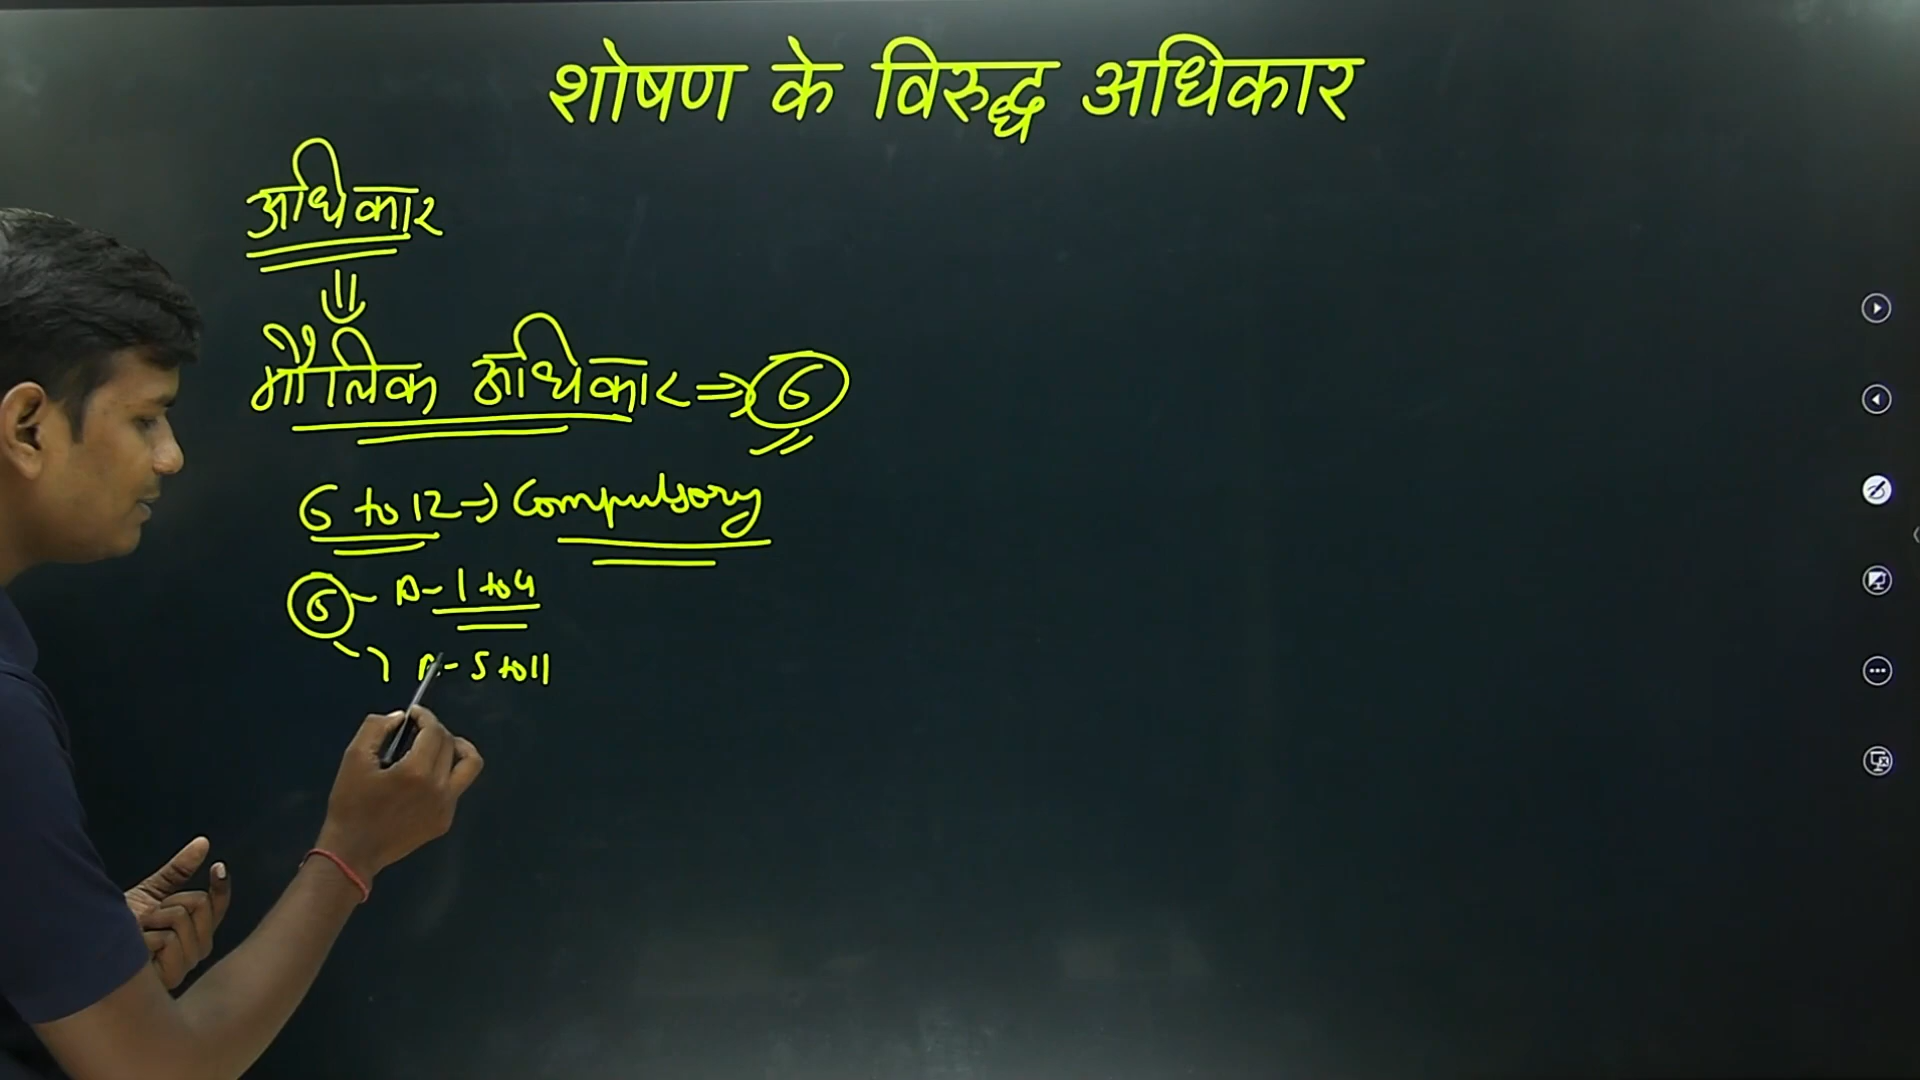 शोषण के विरुद्ध अधिकार
अधिकार
मौलिक अधिकार ⇒ 6
6 to 12 → Compulsory
6 - A- 1 to 4
A- 5 to 11